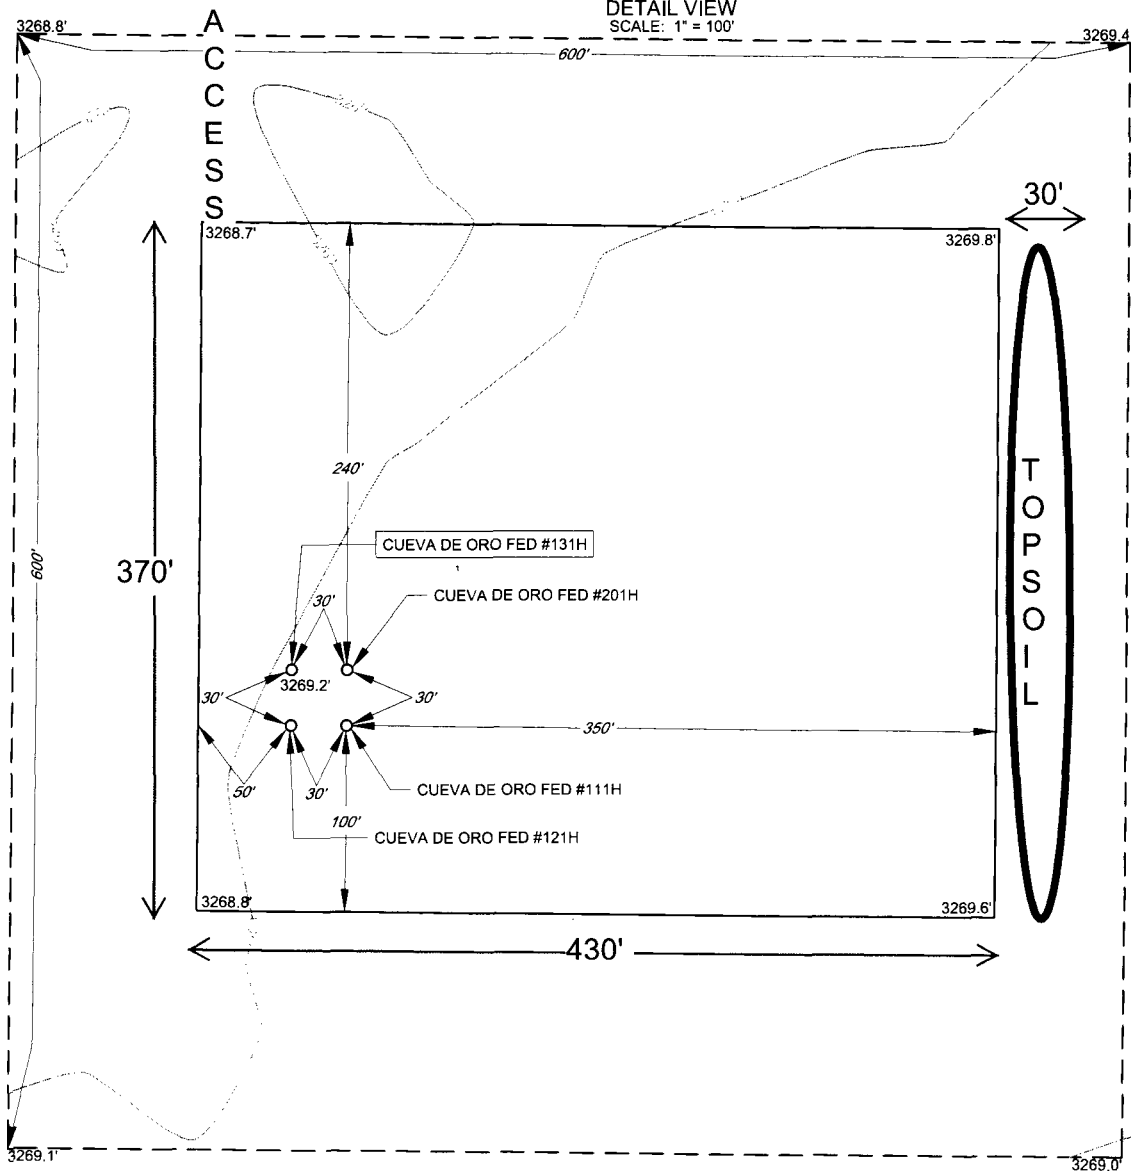 DETAIL VIEW
SCALE: 1" = 100'
3268.8'
ACCESS
600'
3269.4
30'
3268.7'
3269.8'
240'
TOPSOIL
CUEVA DE ORO FED #131H
600'
370'
30'
CUEVA DE ORO FED #201H
3269.2'
30'
30'
350'
50'
30'
CUEVA DE ORO FED #111H
100'
CUEVA DE ORO FED #121H
3268.8'
3269.6'
430'
3269.1'
3269.0'